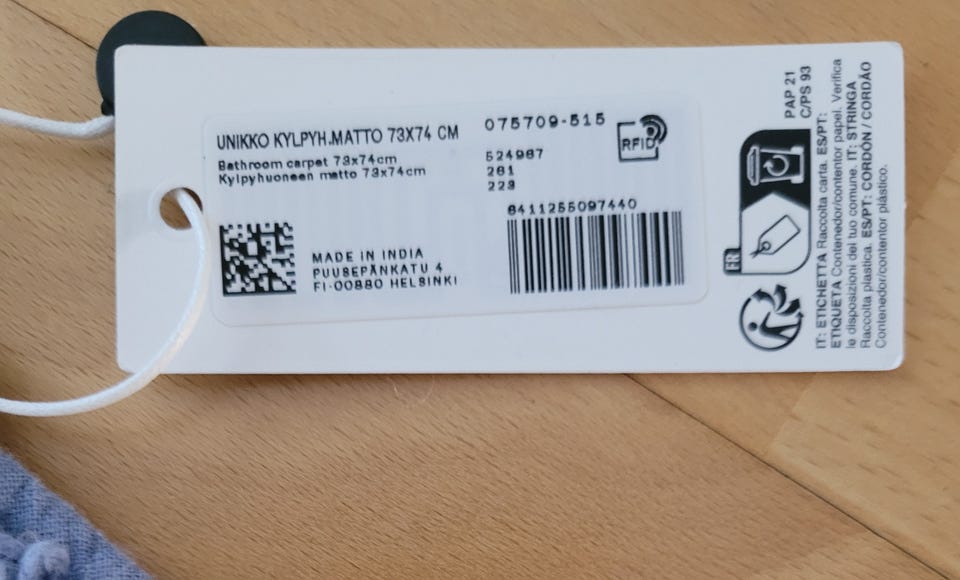 UNIKKO KYLPYH.MATTO 73X74 CM
Bathroom carpet 73x74cm
Kylpyhuoneen matto 73x74cm
075709-515
524987
281
223
RFID
8411255097440
MADE IN INDIA
PUUSEPÄNKATU 4
FI-00880 HELSINKI
FR
PAP 21
C/PS 93
IT: ETICHETTA Raccolta carta. ES/PT:
ETIQUETA Contenedor/contentor papel. Verifica
le disposizioni del tuo comune. IT: STRINGA
Raccolta plastica. ES/PT: CORDÓN / CORDÃO
Contenedor/contentor plástico.